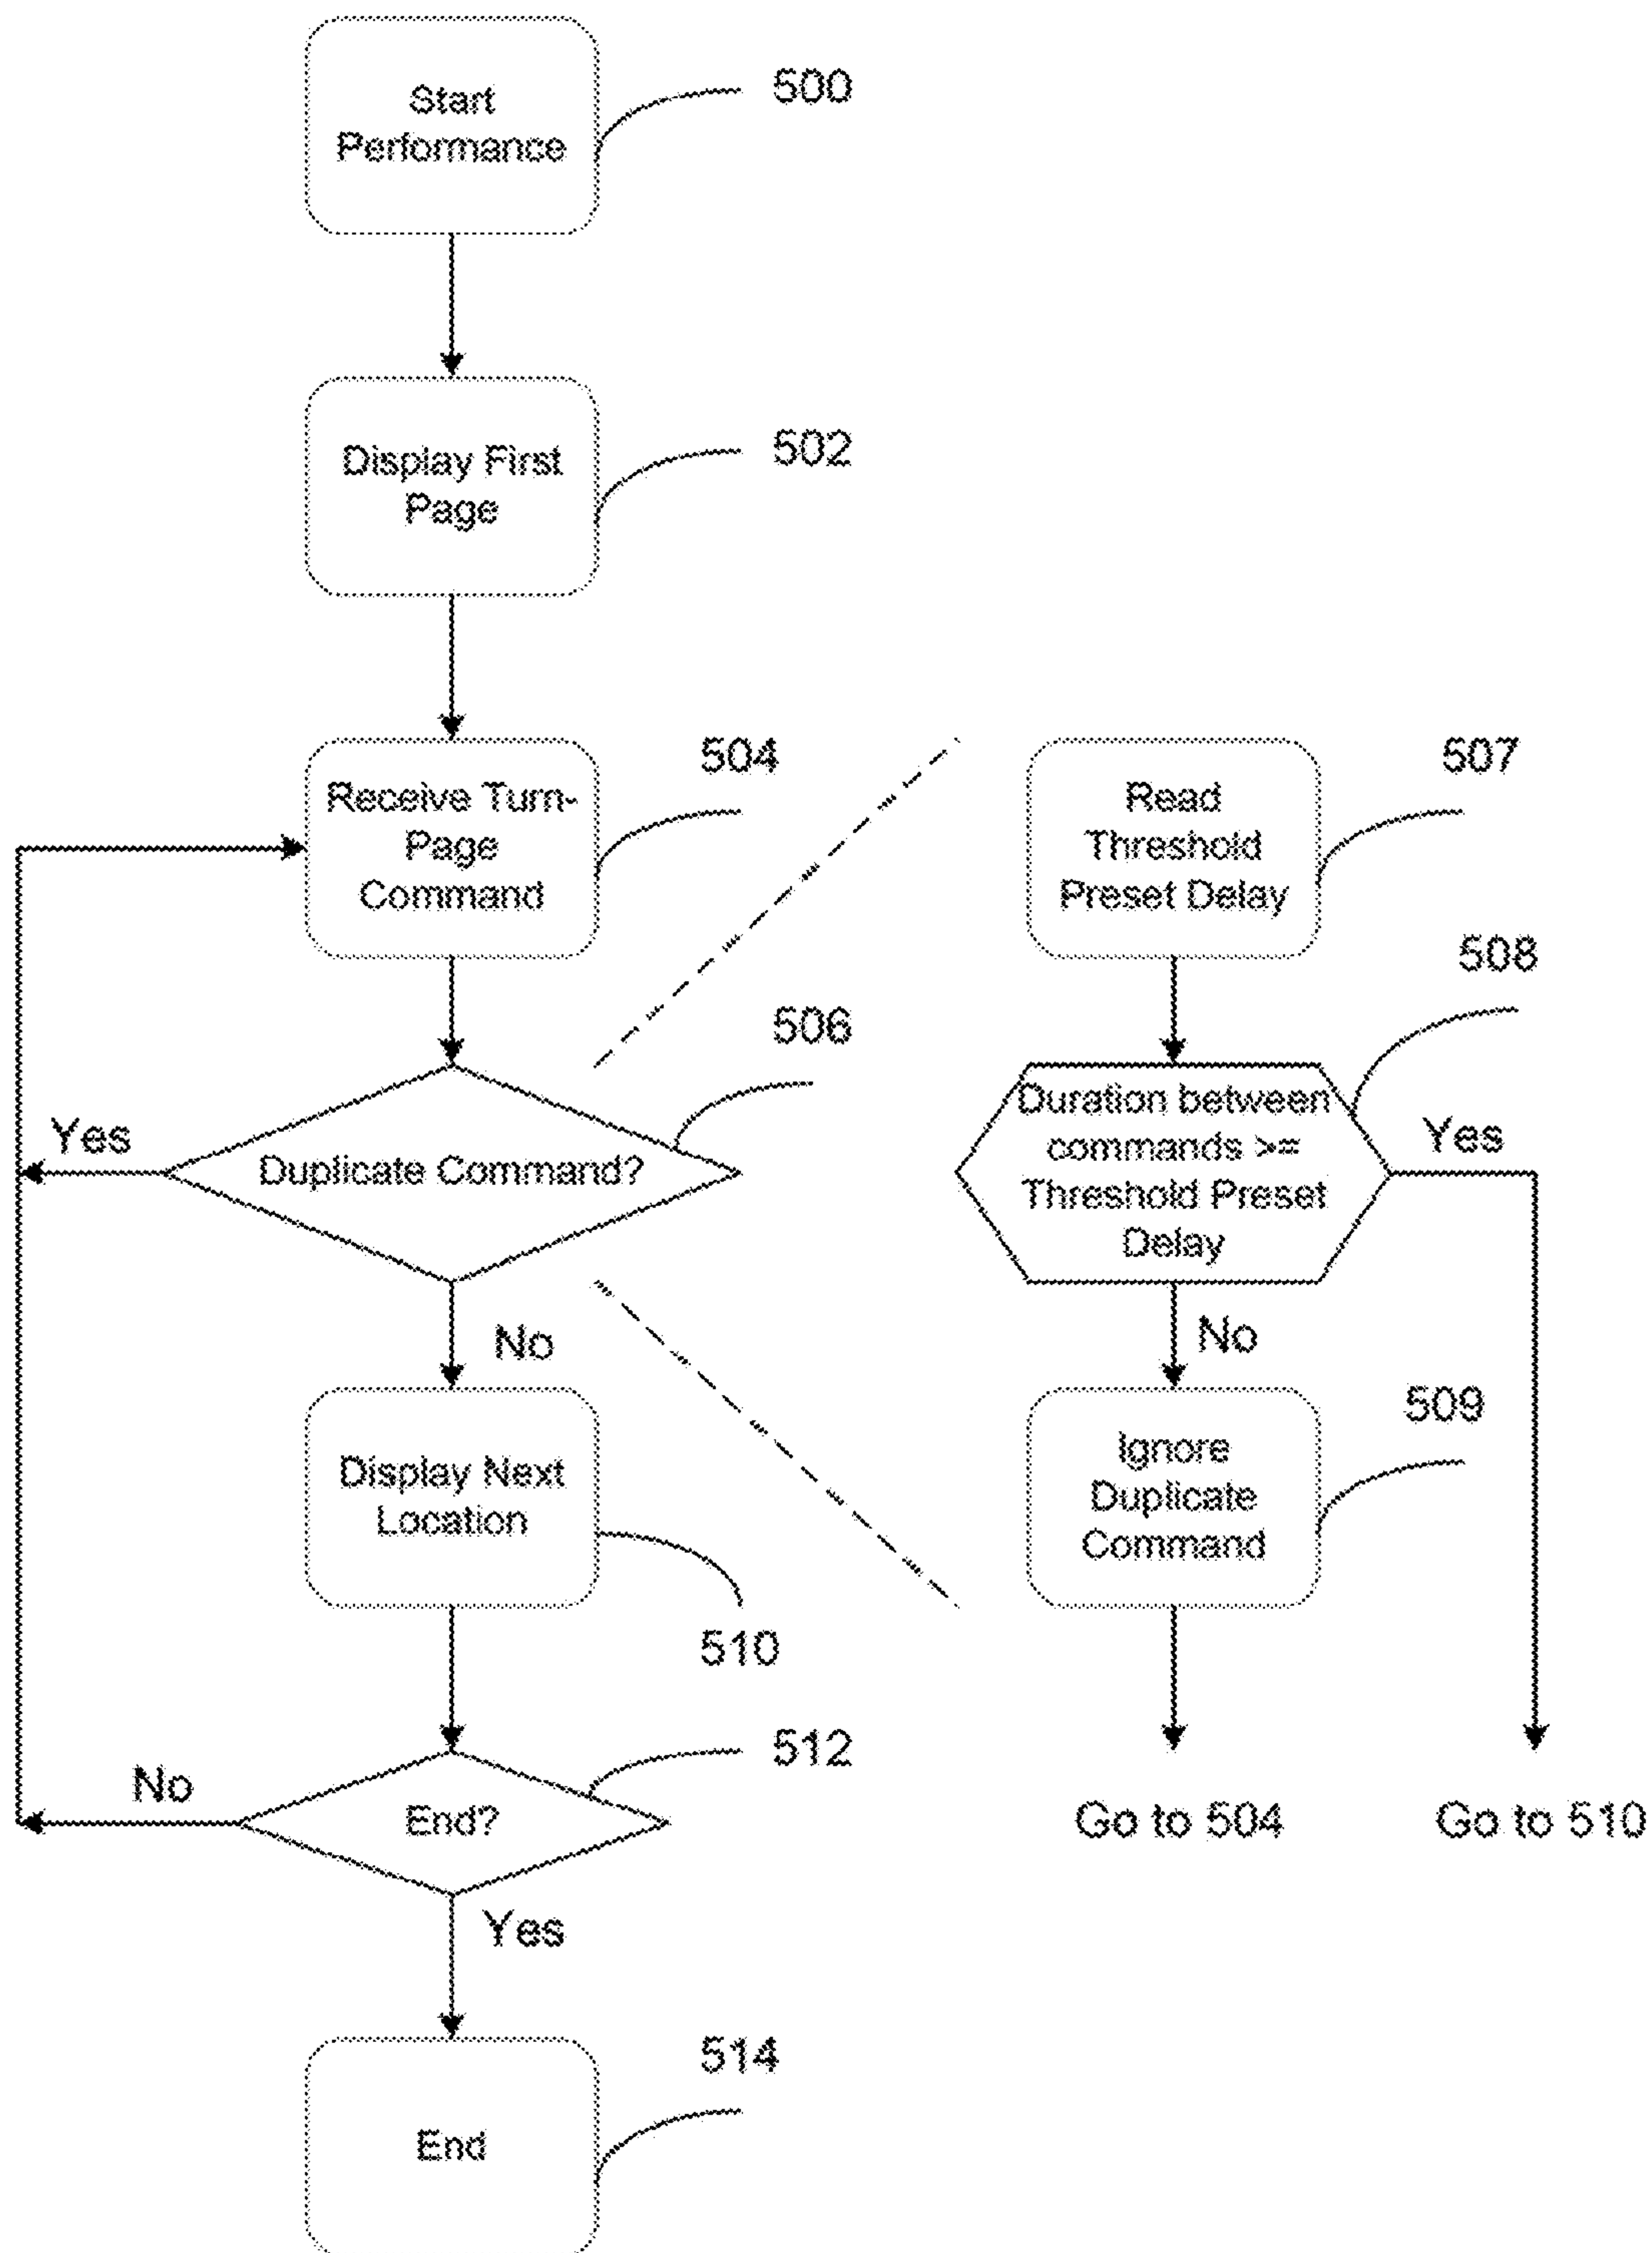 Start
Performance
500
Display First
Page
502
Receive Turn-
Page
Command
504
Duplicate Command?
506
Yes
No
Display Next
Location
510
End?
512
No
Yes
End
514
Read
Threshold
Preset Delay
507
Duration between
commands >=
Threshold Preset
Delay
508
Yes
No
Ignore
Duplicate
Command
509
Go to 504
Go to 510